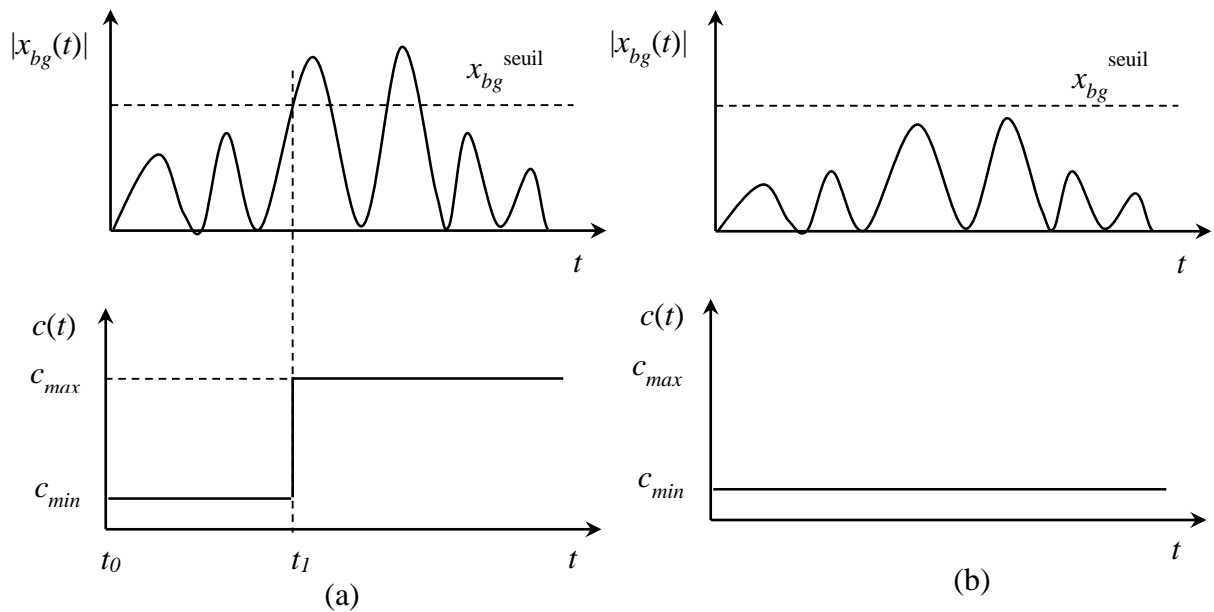 |x_bg(t)|
x_bg^seuil
t
c(t)
c_max
c_min
t_0
t_1
t
(a)
|x_bg(t)|
x_bg^seuil
t
c(t)
c_max
c_min
t
(b)